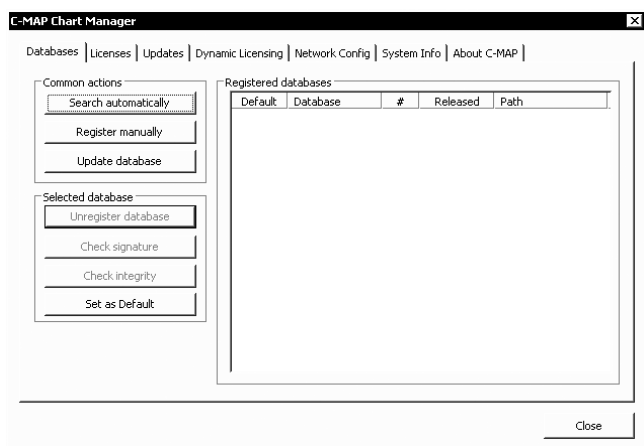 C-MAP Chart Manager
Databases Licenses Updates Dynamic Licensing Network Config System Info About C-MAP
Common actions
Search automatically
Register manually
Update database
Selected database
Unregister database
Check signature
Check integrity
Set as Default
Registered databases
Default Database # Released Path
Close